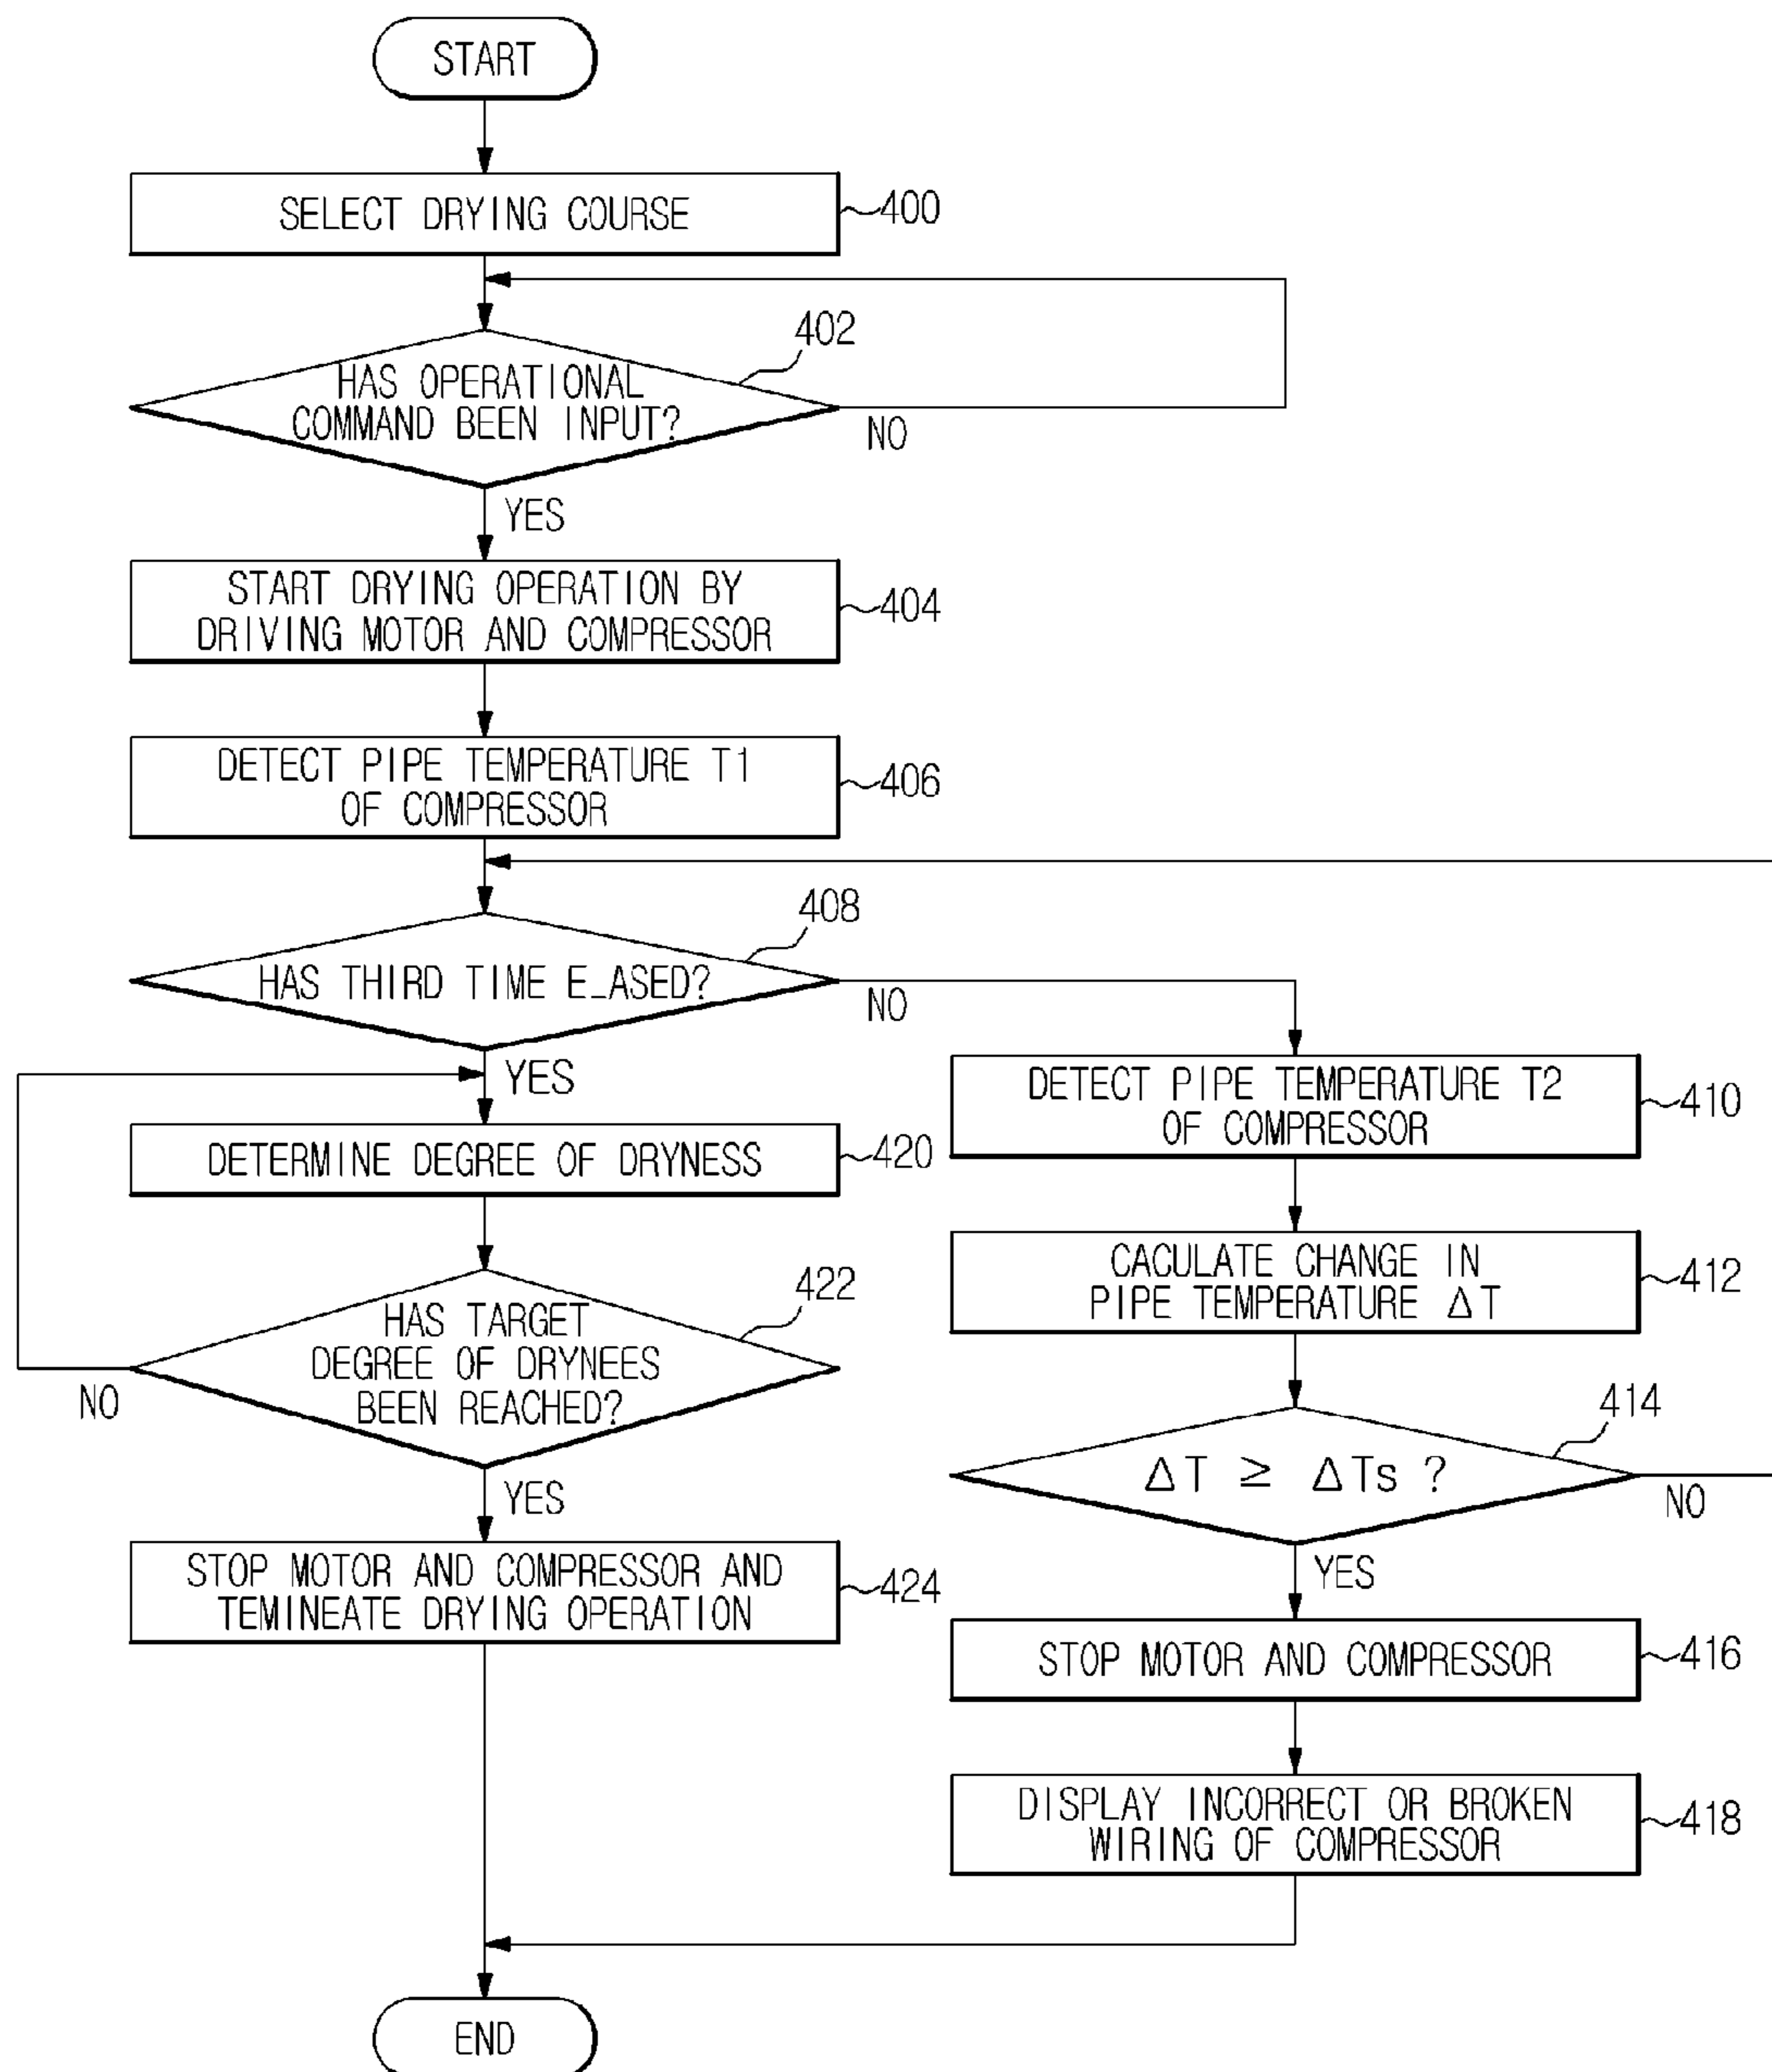 START
SELECT DRYING COURSE
400
402
HAS OPERATIONAL
COMMAND BEEN INPUT?
NO
YES
START DRYING OPERATION BY
DRIVING MOTOR AND COMPRESSOR
404
DETECT PIPE TEMPERATURE T1
OF COMPRESSOR
406
408
HAS THIRD TIME E_ASED?
NO
YES
DETECT PIPE TEMPERATURE T2
OF COMPRESSOR
410
DETERMINE DEGREE OF DRYNESS
420
CACULATE CHANGE IN
PIPE TEMPERATURE ΔT
412
422
HAS TARGET
DEGREE OF DRYNEES
BEEN REACHED?
NO
YES
414
ΔT ≥ ΔTs ?
NO
YES
STOP MOTOR AND COMPRESSOR AND
TEMINEATE DRYING OPERATION
424
STOP MOTOR AND COMPRESSOR
416
DISPLAY INCORRECT OR BROKEN
WIRING OF COMPRESSOR
418
END